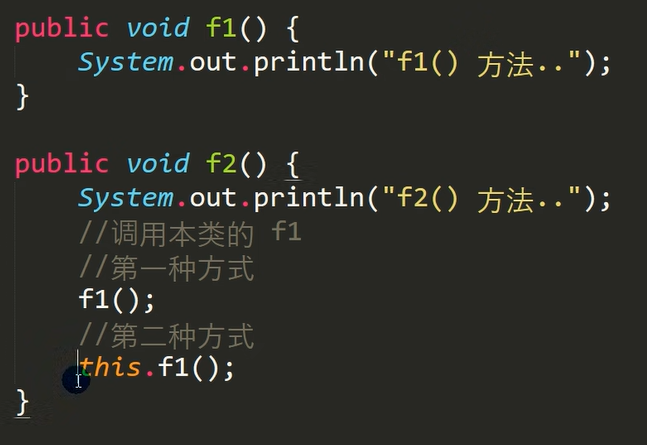 public void f1() {
System.out.println("f1() 方法..");
}
public void f2() {
System.out.println("f2() 方法..");
//调用本类的 f1
//第一种方式
f1();
//第二种方式
this.f1();
}